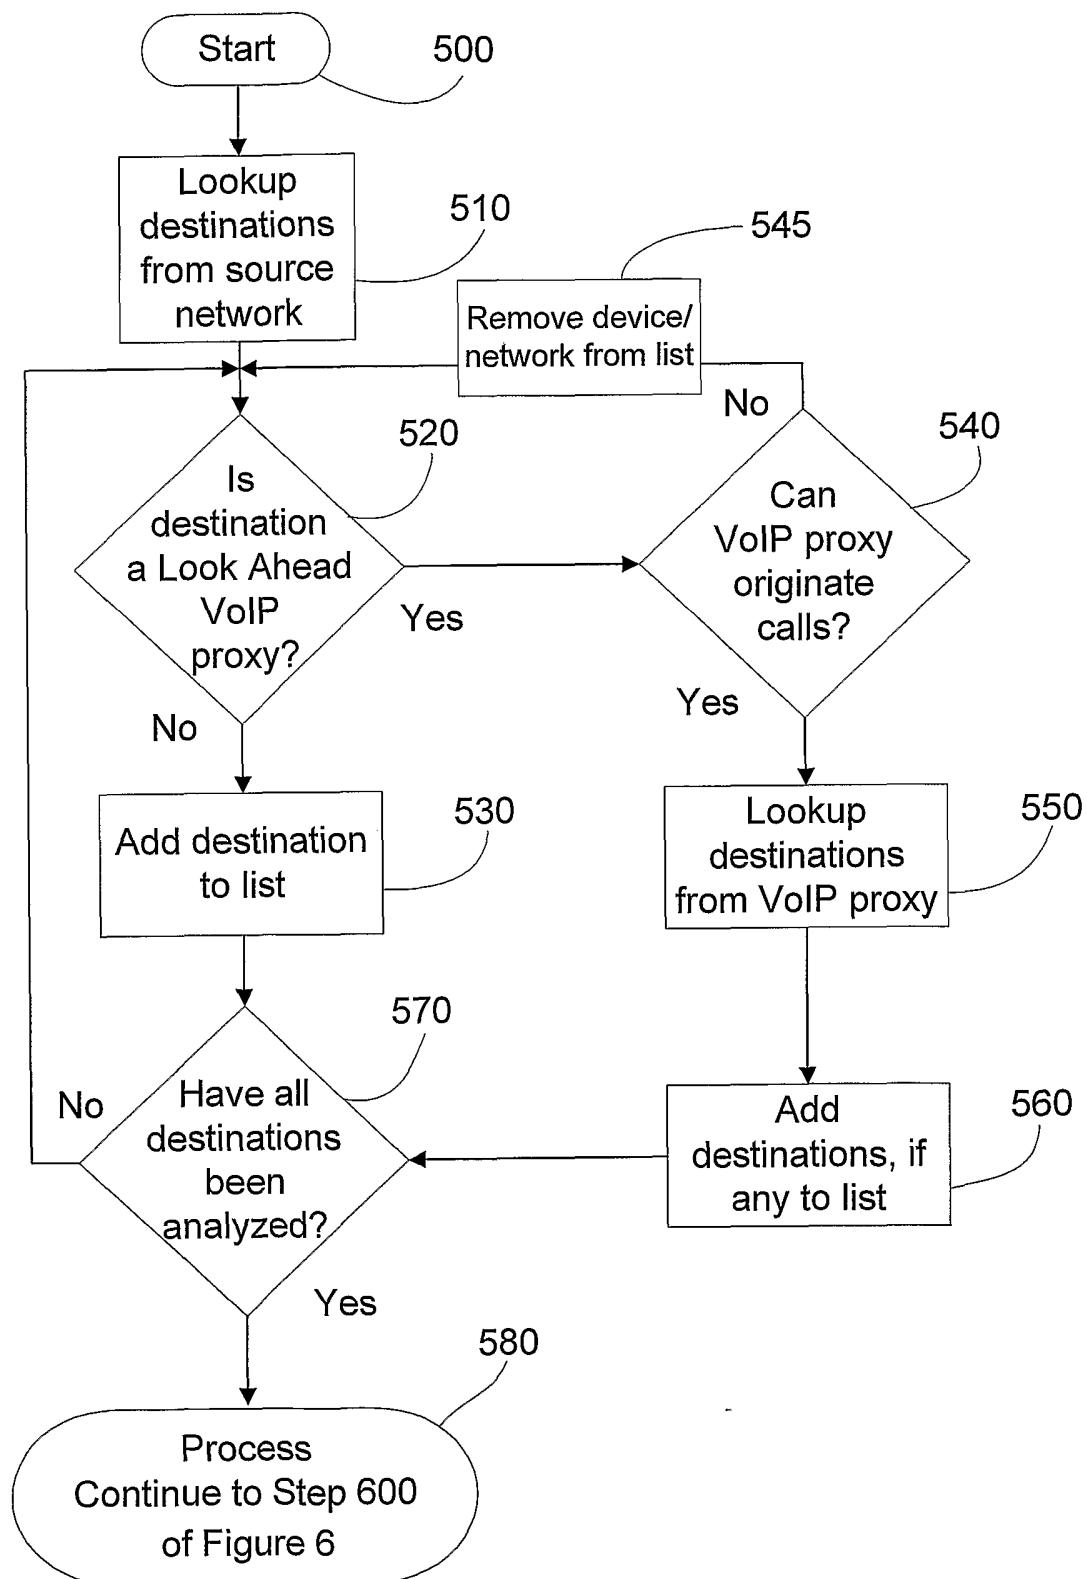 Start
500
Lookup
destinations
from source
network
510
545
Remove device/
network from list
No
520
540
Is
destination
a Look Ahead
VoIP
proxy?
Yes
Can
VoIP proxy
originate
calls?
No
Yes
Add destination
to list
530
Lookup
destinations
from VoIP proxy
550
570
Have all
destinations
been
analyzed?
No
Add
destinations, if
any to list
560
Yes
580
Process
Continue to Step 600
of Figure 6